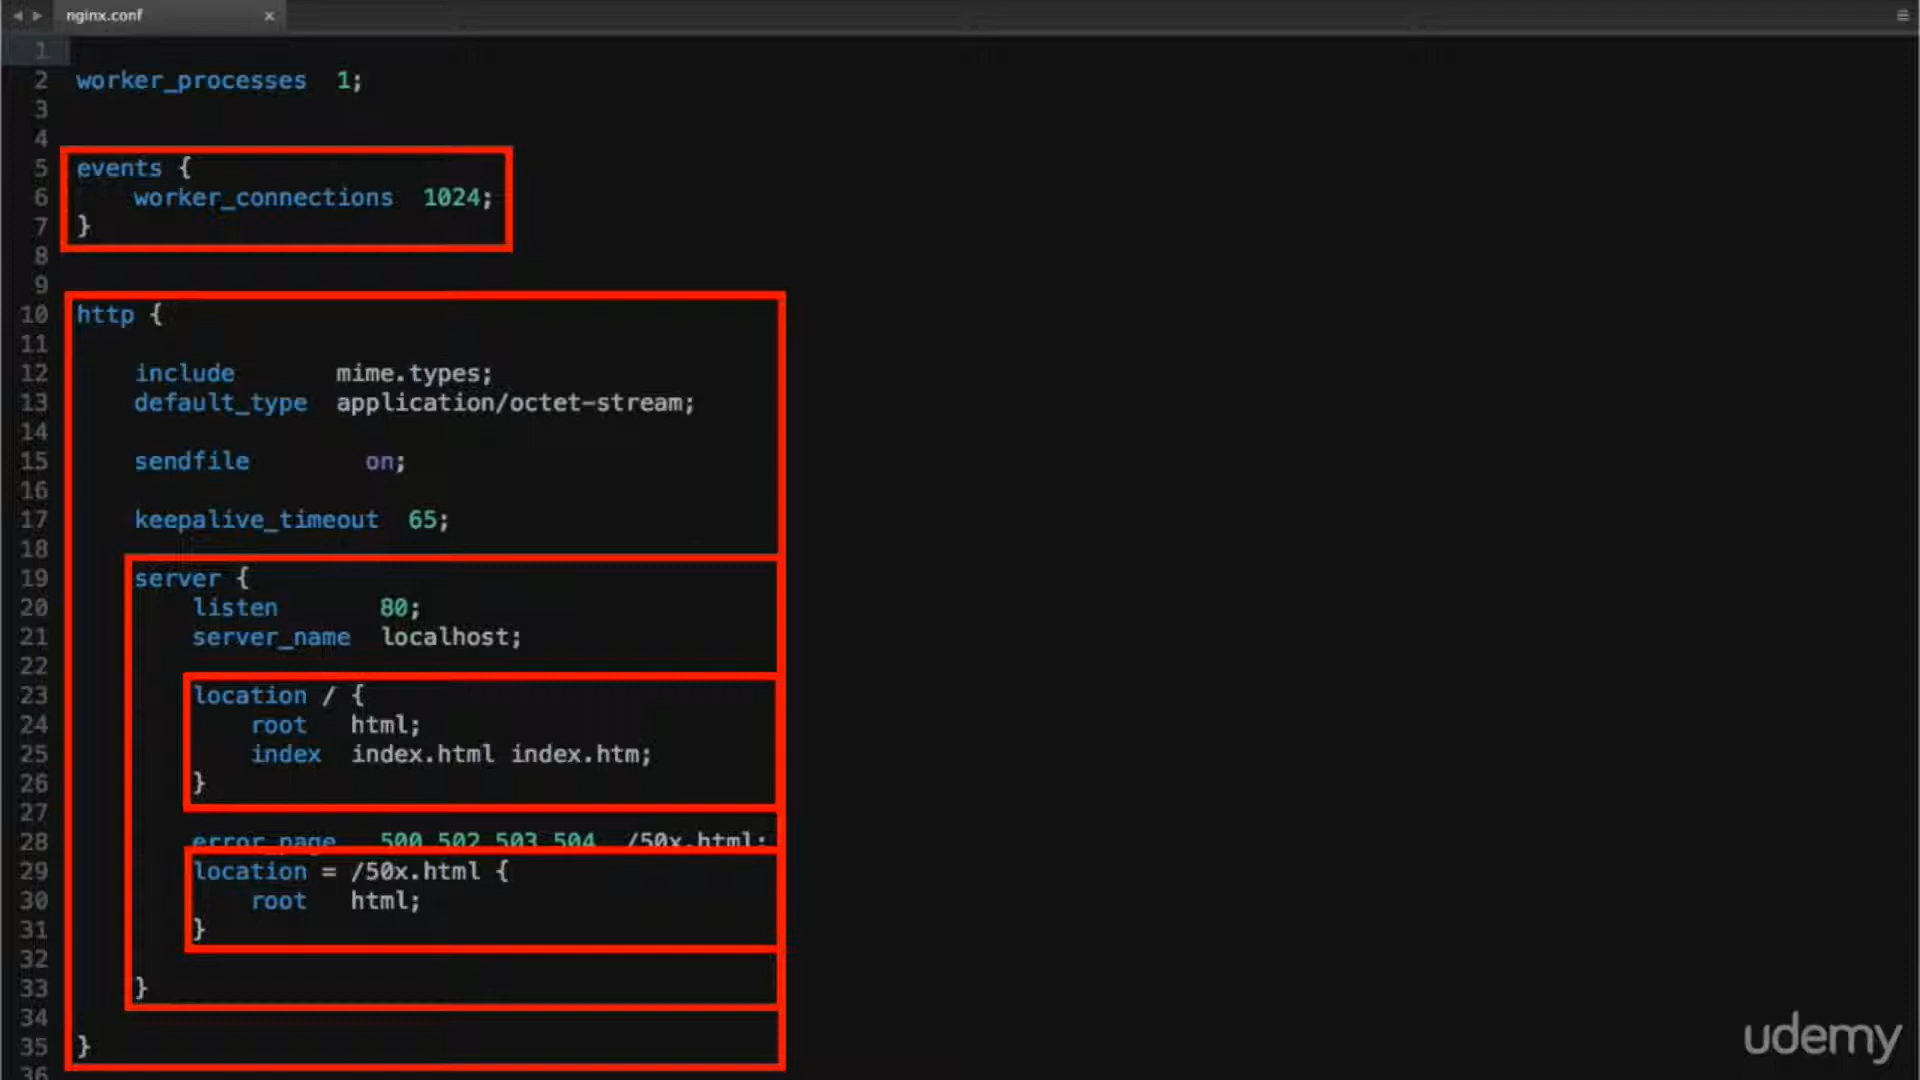 nginx.conf ×
1
2 worker_processes  1;
3
4
5 events {
6     worker_connections  1024;
7 }
8
9
10 http {
11
12     include       mime.types;
13     default_type  application/octet-stream;
14
15     sendfile        on;
16
17     keepalive_timeout  65;
18
19     server {
20         listen       80;
21         server_name  localhost;
22
23         location / {
24             root   html;
25             index  index.html index.htm;
26         }
27
28         error_page   500 502 503 504  /50x.html;
29         location = /50x.html {
30             root   html;
31         }
32
33     }
34
35 }
36
udemy